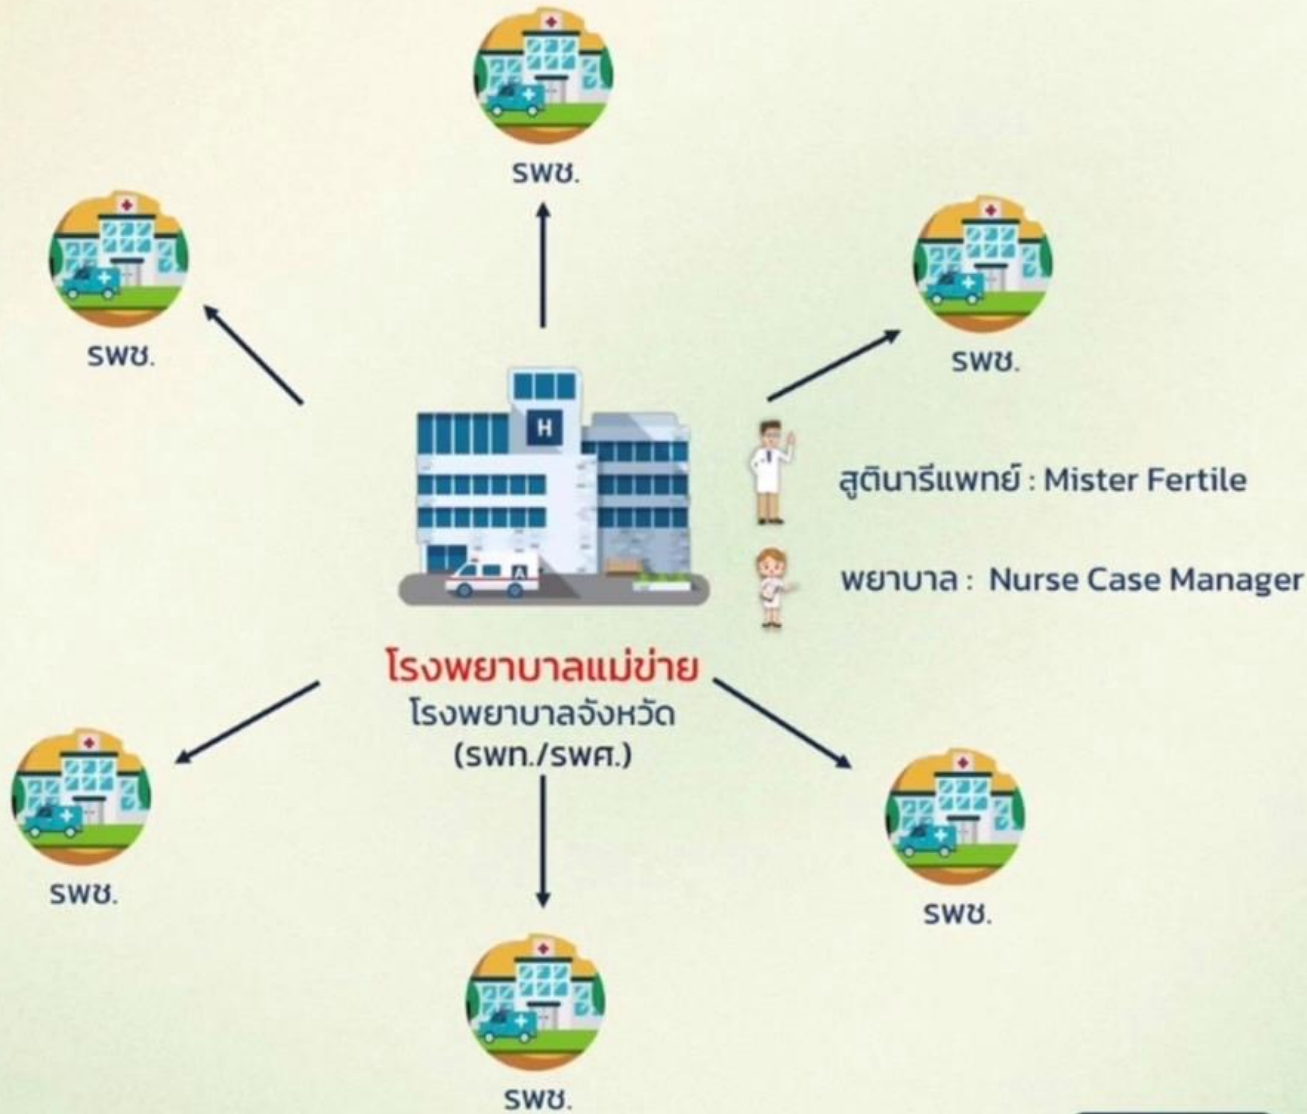 รพช.
รพช.
รพช.
H
สูตินารีแพทย์ : Mister Fertile
พยาบาล : Nurse Case Manager
โรงพยาบาลแม่ข่าย
โรงพยาบาลจังหวัด
(รพท./รพศ.)
รพช.
รพช.
รพช.